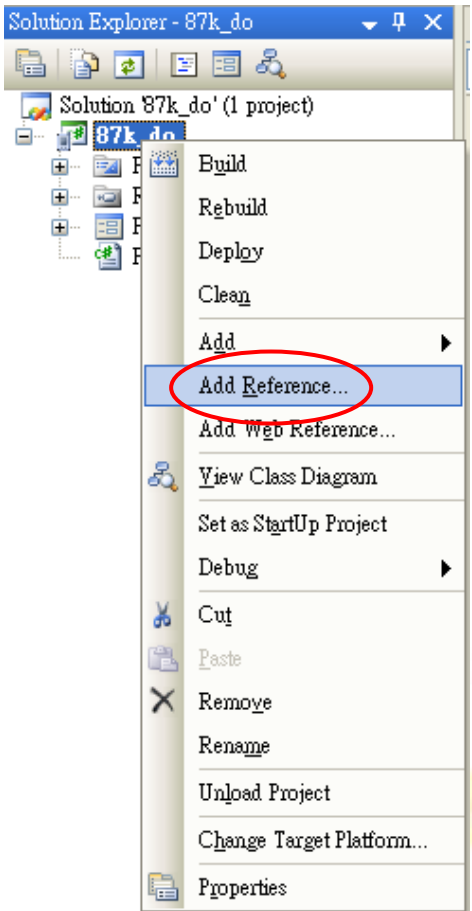 Solution Explorer - 87k_do
Solution '87k_do' (1 project)
87k_do
Build
Rebuild
Deploy
Clean
Add
Add Reference...
Add Web Reference...
View Class Diagram
Set as StartUp Project
Debug
Cut
Paste
Remove
Rename
Unload Project
Change Target Platform...
Properties